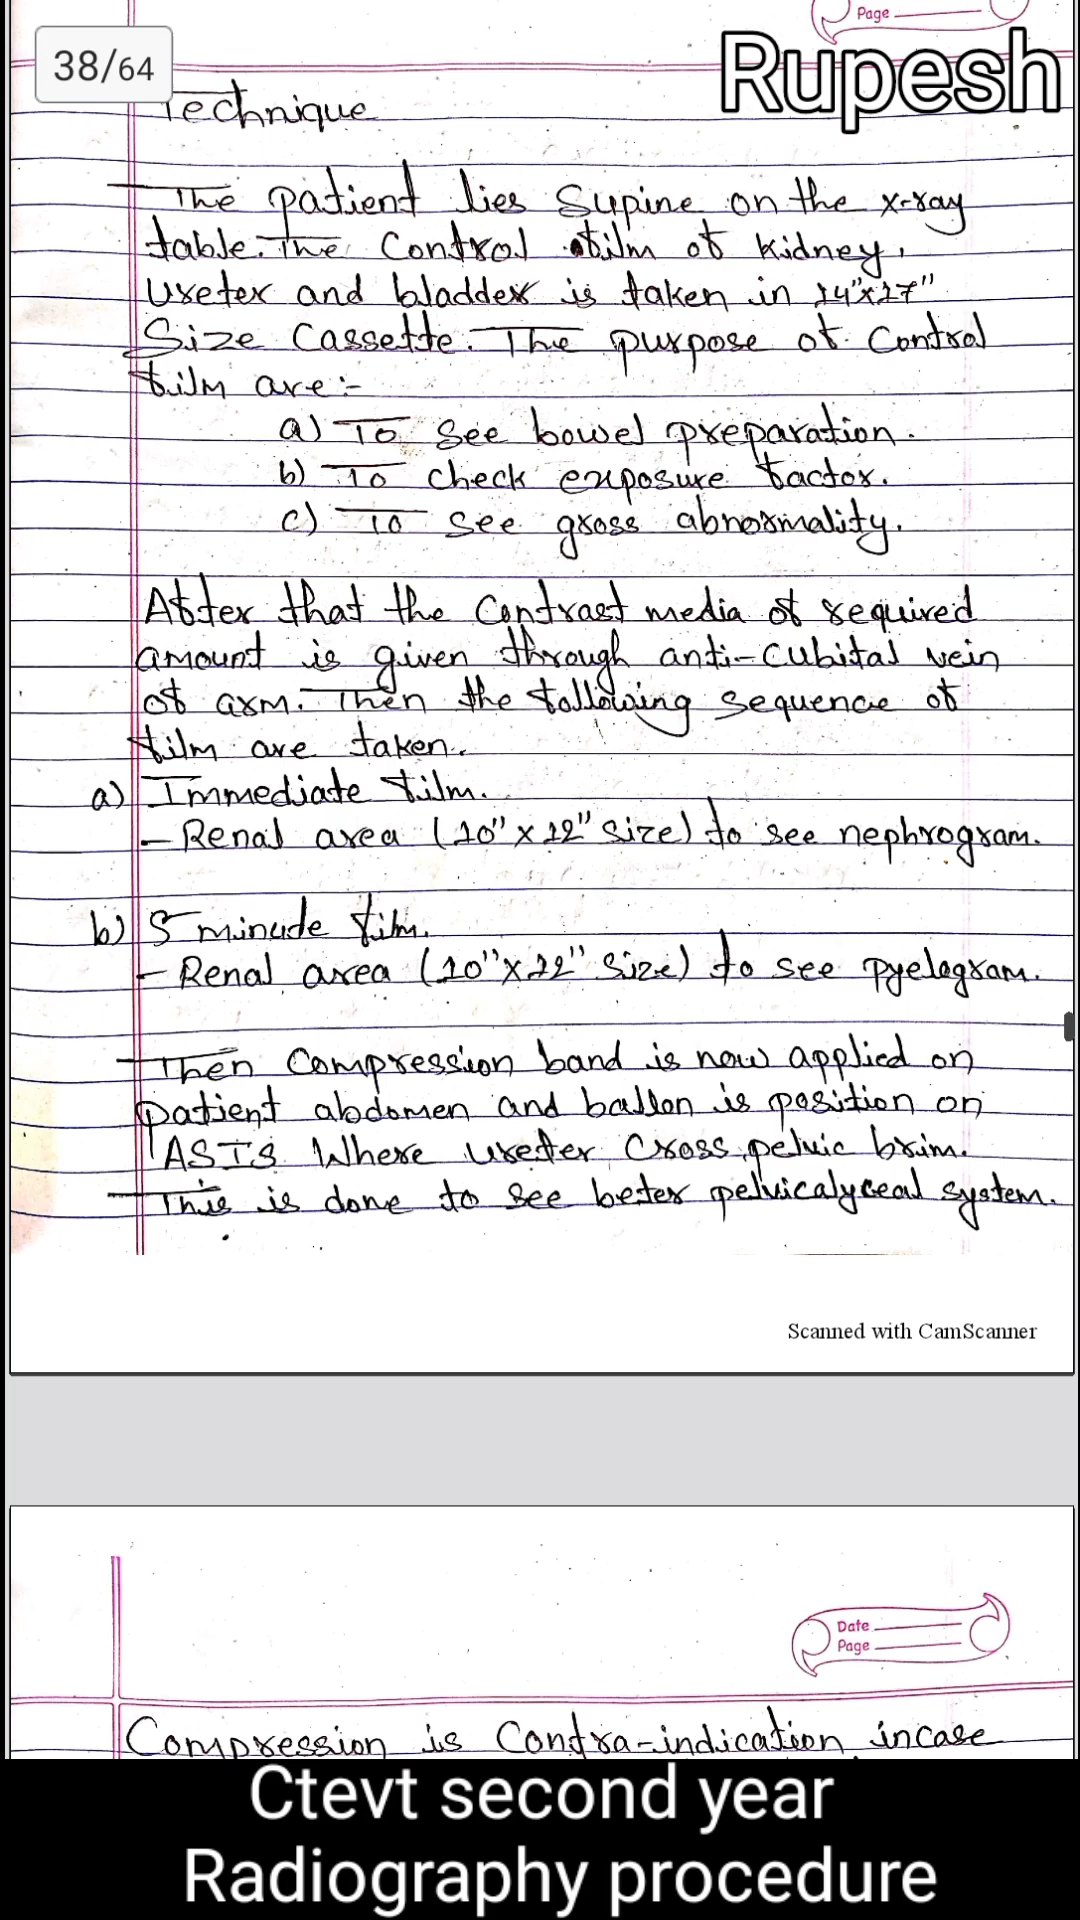 Page
38/64
Rupesh
Technique
The patient lies supine on the x-ray
table. The control film of kidney,
Ureter and bladder is taken in 14"x17"
Size Cassette. The purpose of Control
film are:-
a) To see bowel preparation.
b) To check exposure factor.
c) To see gross abnormality.
After that the contrast media of required
amount is given through anti-cubital vein
of arm. Then the following sequence of
film are taken.
a) Immediate film.
- Renal area (10" x 12" size) to see nephrogram.
b) 5 minute film.
- Renal area (10" x 12" size) to see pyelogram.
Then Compression band is now applied on
patient abdomen and ballon is position on
ASIS Where ureter Cross pelvic brim.
This is done to see beter pelvicalyceal system.
Scanned with CamScanner
Date
Page
Compression is Contra-indication incase
Ctevt second year
Radiography procedure